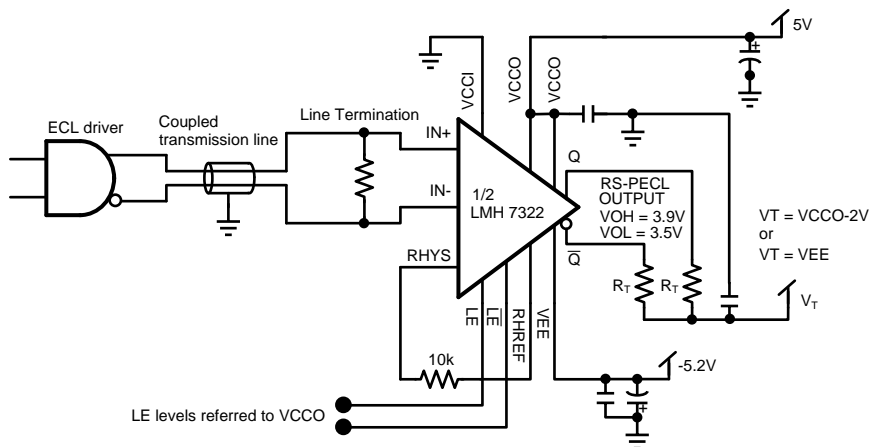 5V
+
VCCI
VCCO
VCCO
ECL driver
Coupled
transmission line
Line Termination
IN+
IN-
1/2
LMH 7322
RHYS
Q
RS-PECL
OUTPUT
VOH = 3.9V
VOL = 3.5V
Q̅
VT = VCCO-2V
or
VT = VEE
RT
RT
VT
LE
L̅E̅
RHREF
VEE
10k
-5.2V
+
LE levels referred to VCCO